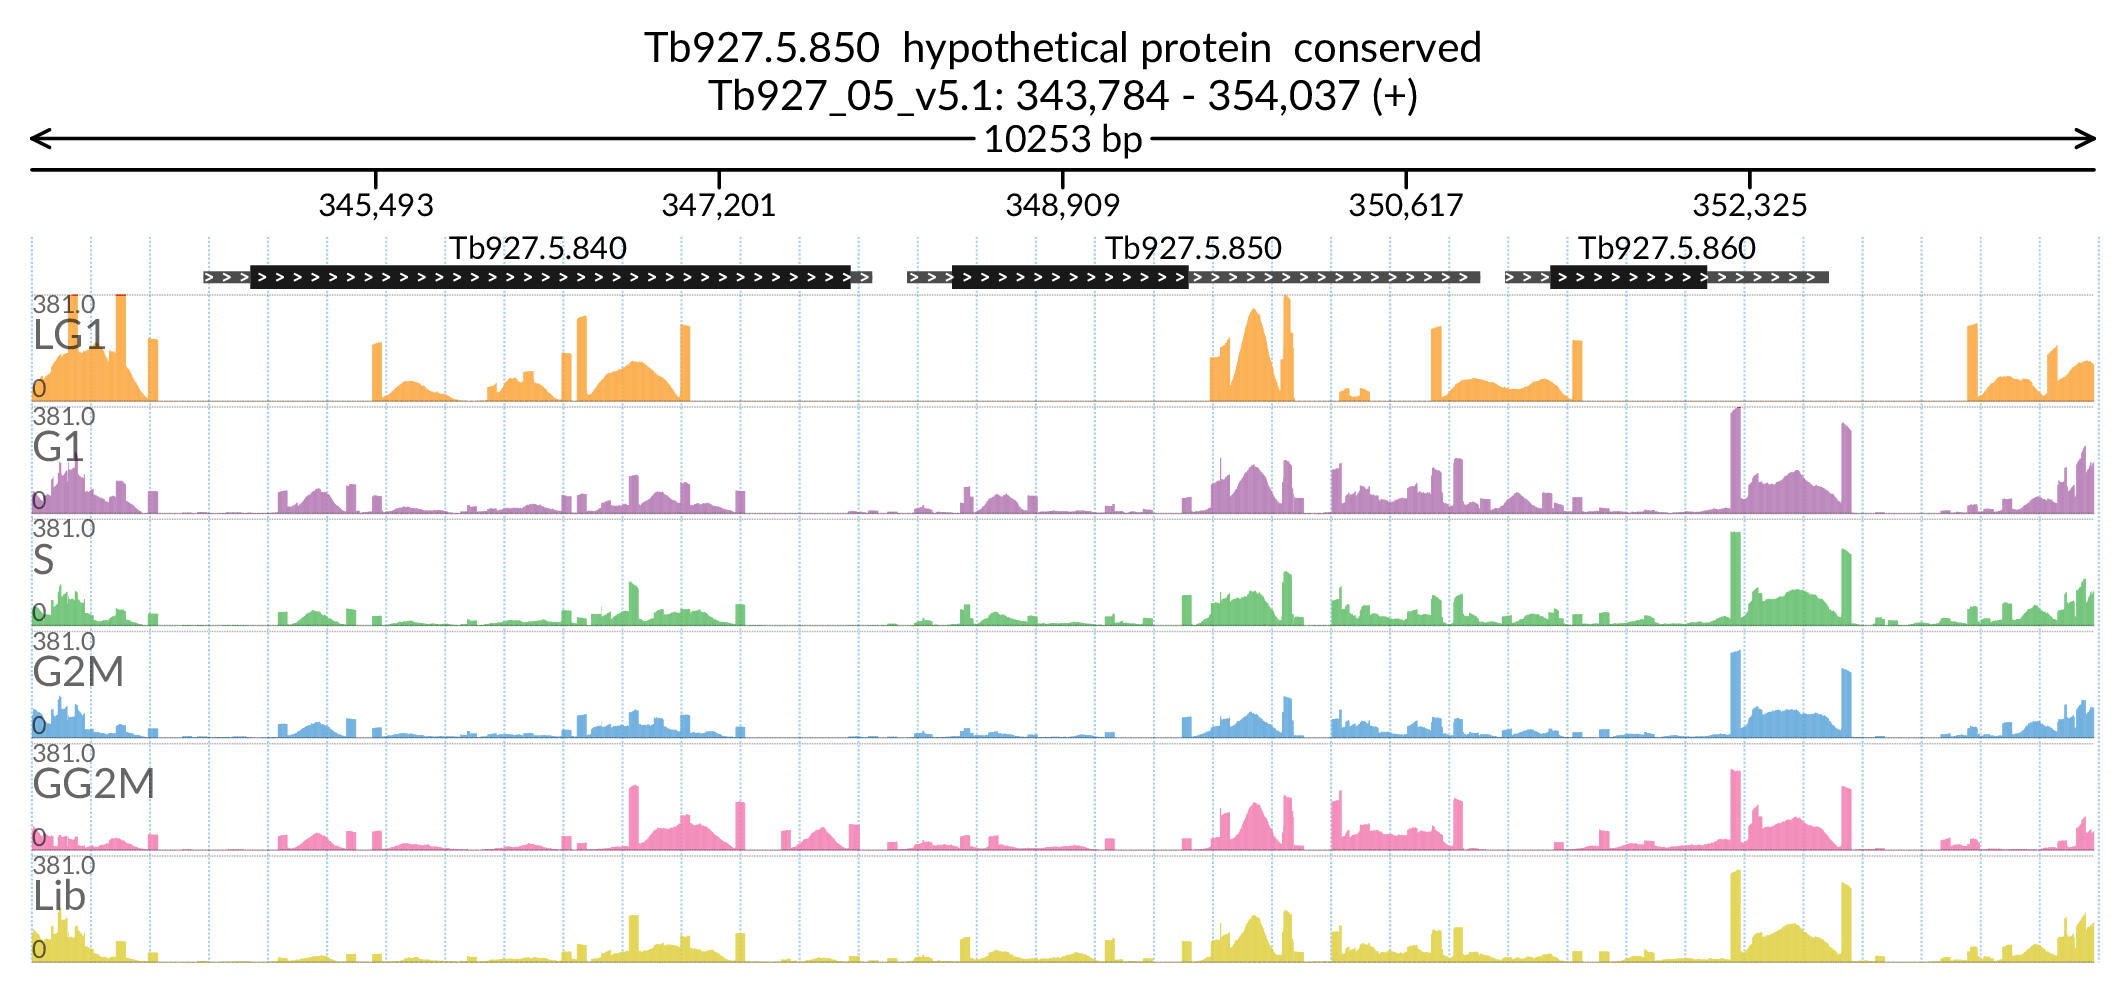 Tb927.5.850 hypothetical protein conserved
Tb927_05_v5.1: 343,784 - 354,037 (+)
10253 bp
345,493 347,201 348,909 350,617 352,325
Tb927.5.840 Tb927.5.850 Tb927.5.860
381.0
LG1
0
381.0
G1
0
381.0
S
0
381.0
G2M
0
381.0
GG2M
0
381.0
Lib
0